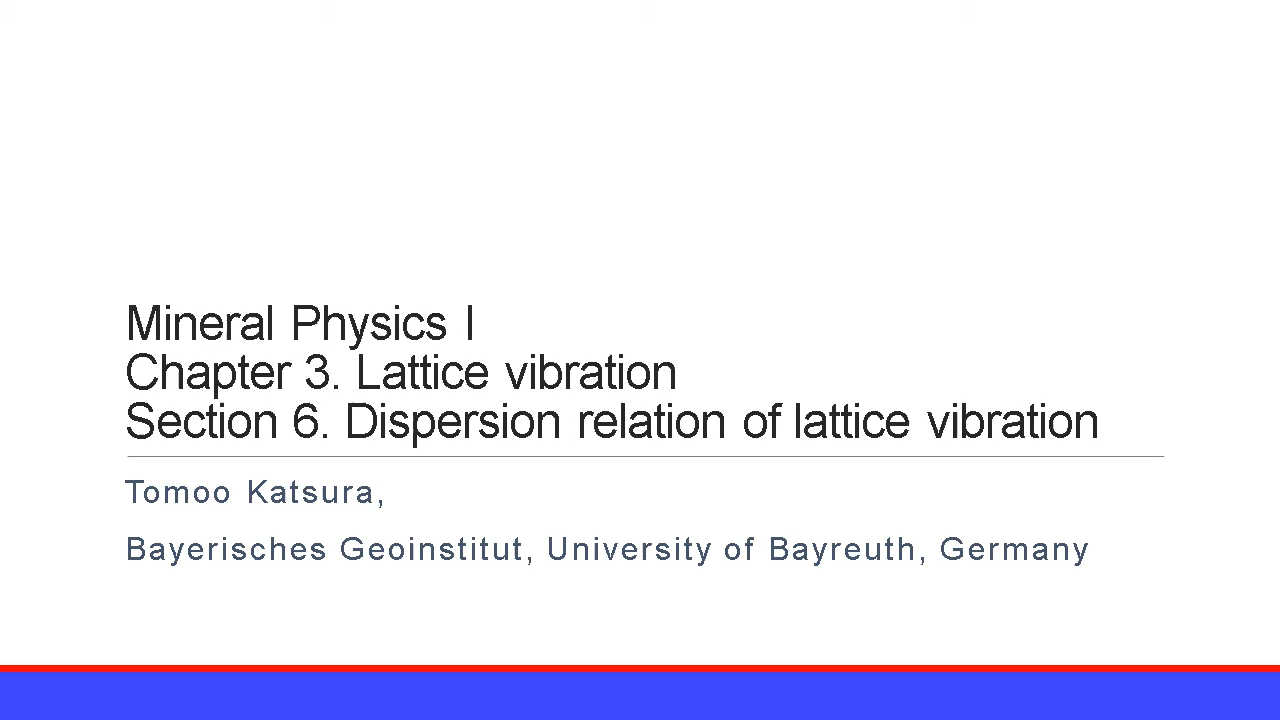 Mineral Physics I
Chapter 3. Lattice vibration
Section 6. Dispersion relation of lattice vibration
Tomoo Katsura,
Bayerisches Geoinstitut, University of Bayreuth, Germany